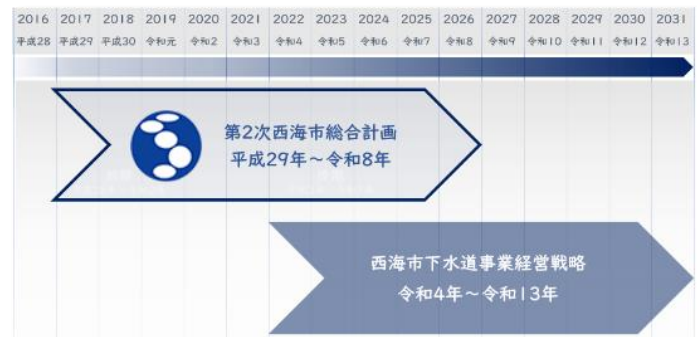 2016 2017 2018 2019 2020 2021 2022 2023 2024 2025 2026 2027 2028 2029 2030 2031
平成28 平成29 平成30 令和元 令和2 令和3 令和4 令和5 令和6 令和7 令和8 令和9 令和10 令和11 令和12 令和13
第2次西海市総合計画
平成29年～令和8年
西海市下水道事業経営戦略
令和4年～令和13年